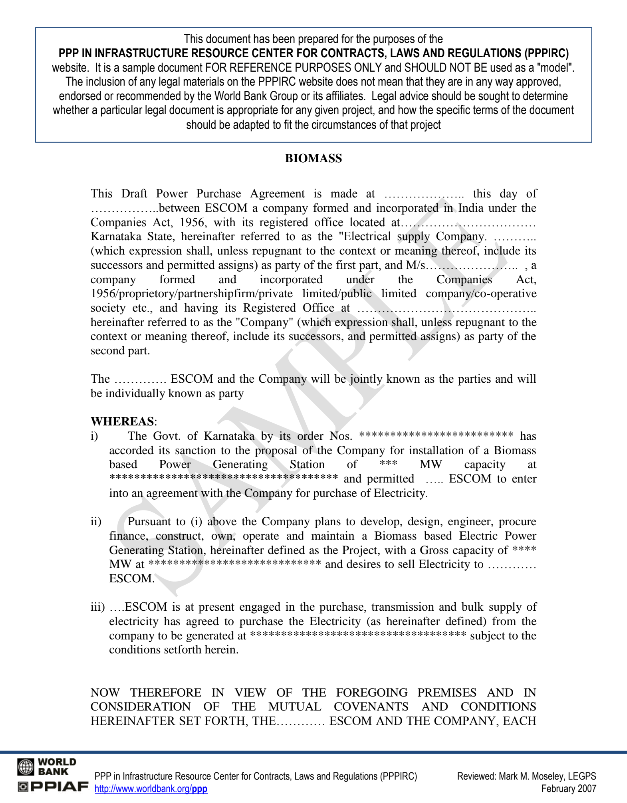 This document has been prepared for the purposes of the
PPP IN INFRASTRUCTURE RESOURCE CENTER FOR CONTRACTS, LAWS AND REGULATIONS (PPPIRC)
website.  It is a sample document FOR REFERENCE PURPOSES ONLY and SHOULD NOT BE used as a "model".
The inclusion of any legal materials on the PPPIRC website does not mean that they are in any way approved,
endorsed or recommended by the World Bank Group or its affiliates.  Legal advice should be sought to determine
whether a particular legal document is appropriate for any given project, and how the specific terms of the document
should be adapted to fit the circumstances of that project
BIOMASS
This Draft Power Purchase Agreement is made at ……………….. this day of
……………..between ESCOM a company formed and incorporated in India under the
Companies Act, 1956, with its registered office located at……………………………
Karnataka State, hereinafter referred to as the "Electrical supply Company. ………..
(which expression shall, unless repugnant to the context or meaning thereof, include its
successors and permitted assigns) as party of the first part, and M/s………………….. , a
company formed and incorporated under the Companies Act,
1956/proprietory/partnershipfirm/private limited/public limited company/co-operative
society etc., and having its Registered Office at ……………………………………..
hereinafter referred to as the "Company" (which expression shall, unless repugnant to the
context or meaning thereof, include its successors, and permitted assigns) as party of the
second part.
The …………. ESCOM and the Company will be jointly known as the parties and will
be individually known as party
WHEREAS:
i) The Govt. of Karnataka by its order Nos. ************************* has
accorded its sanction to the proposal of the Company for installation of a Biomass
based Power Generating Station of *** MW capacity at
************************************* and permitted ….. ESCOM to enter
into an agreement with the Company for purchase of Electricity.
ii) Pursuant to (i) above the Company plans to develop, design, engineer, procure
finance, construct, own, operate and maintain a Biomass based Electric Power
Generating Station, hereinafter defined as the Project, with a Gross capacity of ****
MW at **************************** and desires to sell Electricity to …………
ESCOM.
iii) ….ESCOM is at present engaged in the purchase, transmission and bulk supply of
electricity has agreed to purchase the Electricity (as hereinafter defined) from the
company to be generated at *********************************** subject to the
conditions setforth herein.
NOW THEREFORE IN VIEW OF THE FOREGOING PREMISES AND IN
CONSIDERATION OF THE MUTUAL COVENANTS AND CONDITIONS
HEREINAFTER SET FORTH, THE………… ESCOM AND THE COMPANY, EACH
SAMPLE
WORLD
BANK
PPIAF
PPP in Infrastructure Resource Center for Contracts, Laws and Regulations (PPPIRC)
http://www.worldbank.org/ppp
Reviewed: Mark M. Moseley, LEGPS
February 2007